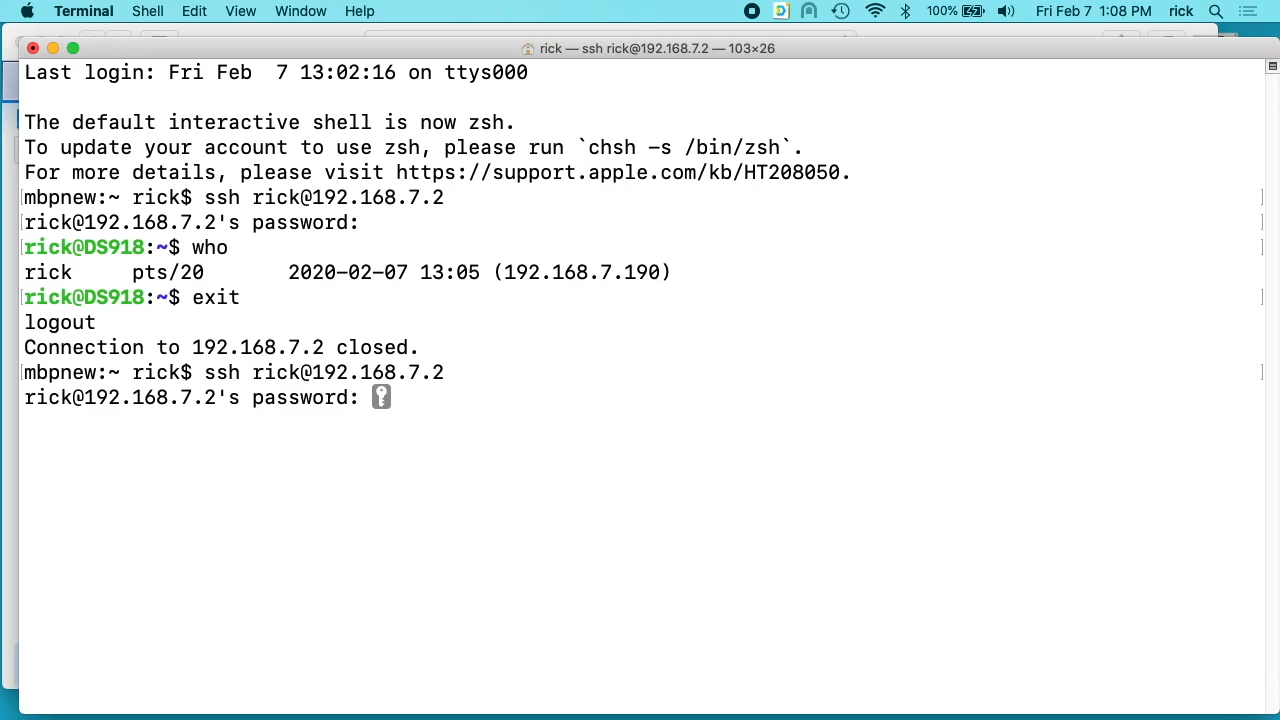 Terminal Shell Edit View Window Help 100% Fri Feb 7 1:08 PM rick
rick — ssh rick@192.168.7.2 — 103×26
Last login: Fri Feb  7 13:02:16 on ttys000
The default interactive shell is now zsh.
To update your account to use zsh, please run `chsh -s /bin/zsh`.
For more details, please visit https://support.apple.com/kb/HT208050.
mbpnew:~ rick$ ssh rick@192.168.7.2
rick@192.168.7.2's password:
rick@DS918:~$ who
rick     pts/20       2020-02-07 13:05 (192.168.7.190)
rick@DS918:~$ exit
logout
Connection to 192.168.7.2 closed.
mbpnew:~ rick$ ssh rick@192.168.7.2
rick@192.168.7.2's password: